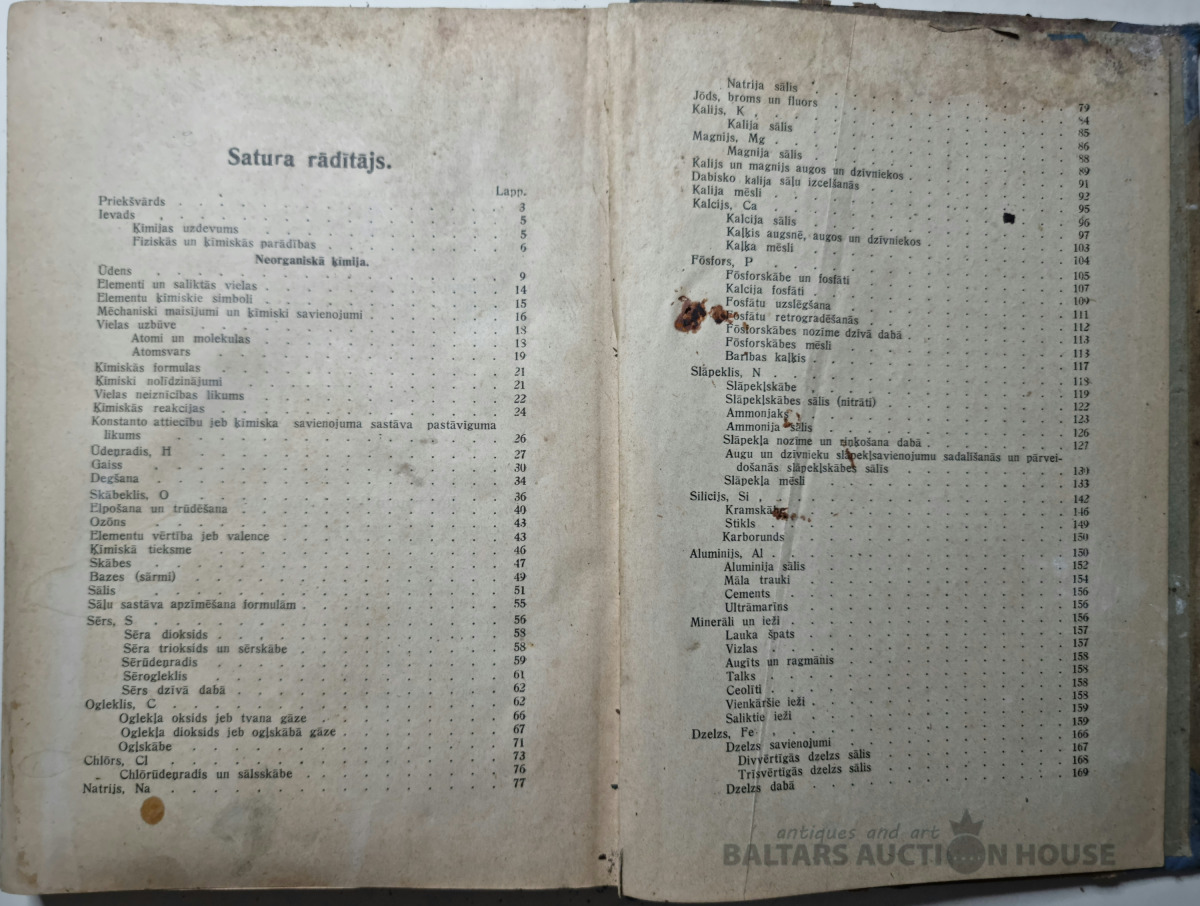 Satura rādītājs.
Lapp.
Priekšvārds 3
Ievads 5
Ķīmijas uzdevums 5
Fiziskās un ķīmiskās parādības 6
Neorganiskā ķīmija.
Ūdens 9
Elementi un saliktās vielas 14
Elementu ķīmiskie simboli 15
Mēchaniski maisījumi un ķīmiski savienojumi 16
Vielas uzbūve 18
Atomi un molekulas 18
Atomsvars 19
Ķīmiskās formulas 21
Ķīmiski nolīdzinājumi 21
Vielas neiznīcības likums 22
Ķīmiskās reakcijas 24
Konstanto attiecību jeb ķīmiska savienojuma sastāva pastāvīguma
likums 26
Ūdeņradis, H 27
Gaiss 30
Degšana 34
Skābeklis, O 36
Elpošana un trūdēšana 40
Ozōns 43
Elementu vērtība jeb valence 43
Ķīmiskā tieksme 46
Skābes 47
Bazes (sārmi) 49
Sālis 51
Sāļu sastāva apzīmēšana formulām 55
Sērs, S 56
Sēra dioksids 58
Sēra trioksids un sērskābe 58
Sērūdeņradis 59
Sērogleklis 61
Sērs dzīvā dabā 62
Ogleklis, C 62
Oglekļa oksids jeb tvana gāze 66
Oglekļa dioksids jeb ogļskābā gāze 67
Ogļskābe 71
Chlōrs, Cl 73
Chlōrūdeņradis un sālsskābe 76
Natrijs, Na 77
Natrija sālis 79
Jōds, broms un fluors 84
Kalijs, K 85
Kalija sālis 86
Magnijs, Mg 88
Magnija sālis 89
Kalijs un magnijs augos un dzīvniekos 91
Dabisko kalija sāļu izcelšanās 92
Kalija mēsli 95
Kalcijs, Ca 96
Kalcija sālis 97
Kaļķis augsnē, augos un dzīvniekos 103
Kaļķa mēsli 104
Fōsfors, P 105
Fōsforskābe un fosfāti 107
Kalcija fosfāti 109
Fosfātu uzslēgšana 111
Fosfātu retrogradēšanās 112
Fōsforskābes nozīme dzīvā dabā 113
Fōsforskābes mēsli 113
Barības kaļķis 117
Slāpeklis, N 118
Slāpekļskābe 119
Slāpekļskābes sālis (nitrāti) 122
Ammonjaks 123
Ammonija sālis 126
Slāpekļa nozīme un riņķošana dabā 127
Augu un dzīvnieku slāpekļsavienojumu sadalīšanās un pārvei-
došanās slāpekļskābes sālīs 130
Slāpekļa mēsli 133
Silicijs, Si 142
Kramskābe 146
Stikls 149
Karborunds 150
Aluminijs, Al 150
Aluminija sālis 152
Māla trauki 154
Cements 156
Ultrāmarīns 156
Minerāli un ieži 156
Lauka špats 157
Vizlas 157
Augīts un ragmānis 158
Talks 158
Ceolīti 158
Vienkāršie ieži 158
Saliktie ieži 159
Dzelzs, Fe 159
Dzelzs savienojumi 166
Divvērtīgās dzelzs sālis 167
Trīsvērtīgās dzelzs sālis 168
Dzelzs dabā 169
antiques and art
BALTARS AUCTION HOUSE